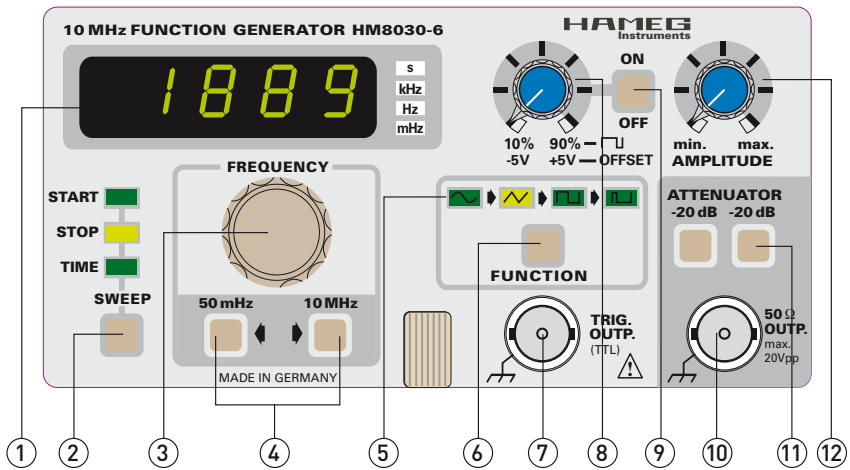 10 MHz FUNCTION GENERATOR HM8030-6
HAMEG
Instruments
1889
s
kHz
Hz
mHz
ON
OFF
10% 90%
-5V +5V OFFSET
min. max.
AMPLITUDE
FREQUENCY
START
STOP
TIME
SWEEP
50 mHz 10 MHz
MADE IN GERMANY
FUNCTION
ATTENUATOR
-20 dB -20 dB
TRIG.
OUTP.
(TTL)
50 Ω
OUTP.
max.
20Vpp
1 2 3 4 5 6 7 8 9 10 11 12